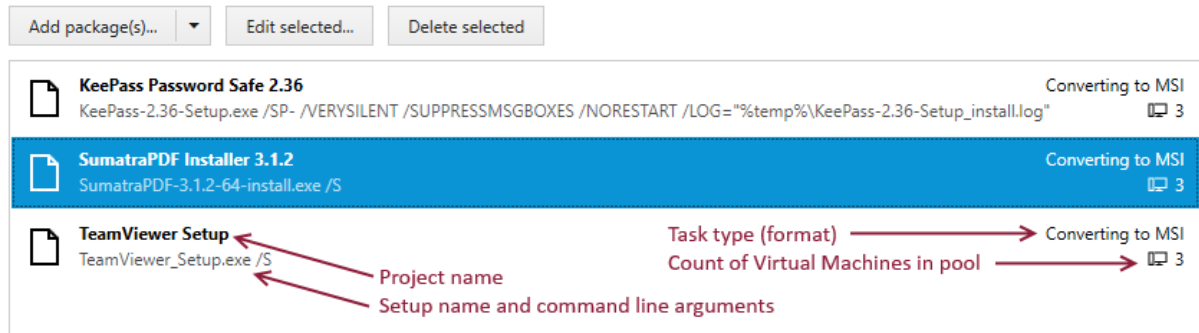 Add package(s)... Edit selected... Delete selected
KeePass Password Safe 2.36 Converting to MSI
KeePass-2.36-Setup.exe /SP- /VERYSILENT /SUPPRESSMSGBOXES /NORESTART /LOG="%temp%\KeePass-2.36-Setup_install.log" 3
SumatraPDF Installer 3.1.2 Converting to MSI
SumatraPDF-3.1.2-64-install.exe /S 3
TeamViewer Setup Task type (format) Converting to MSI
TeamViewer_Setup.exe /S Count of Virtual Machines in pool 3
Project name
Setup name and command line arguments